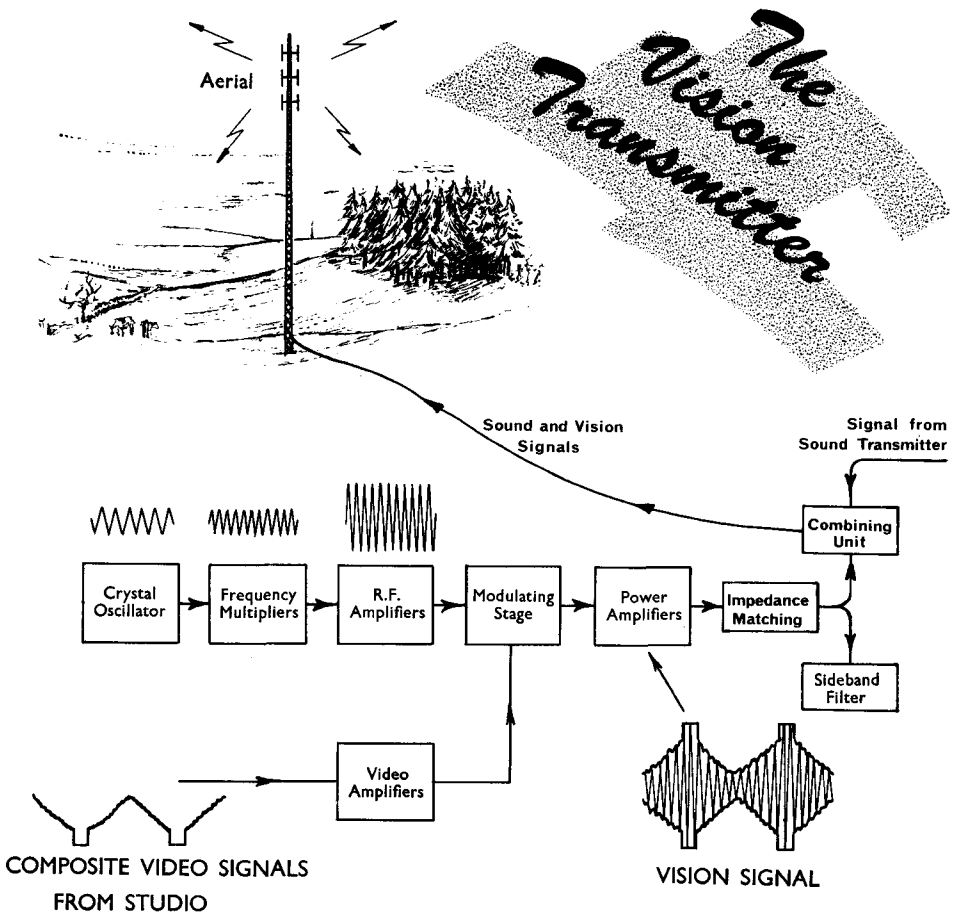 The
Vision
Transmitter
Aerial
Sound and Vision
Signals
Signal from
Sound Transmitter
Combining
Unit
Crystal
Oscillator
Frequency
Multipliers
R.F.
Amplifiers
Modulating
Stage
Power
Amplifiers
Impedance
Matching
Sideband
Filter
Video
Amplifiers
COMPOSITE VIDEO SIGNALS
FROM STUDIO
VISION SIGNAL